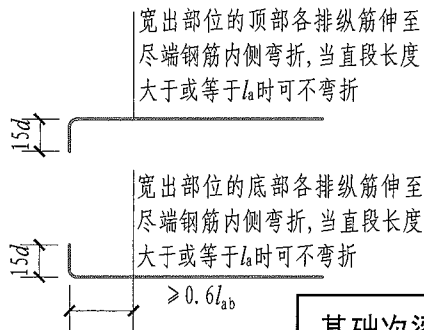 宽出部位的顶部各排纵筋伸至
尽端钢筋内侧弯折,当直段长度
大于或等于la时可不弯折
15d
宽出部位的底部各排纵筋伸至
尽端钢筋内侧弯折,当直段长度
大于或等于la时可不弯折
15d
≥0.6lab
基础次梁